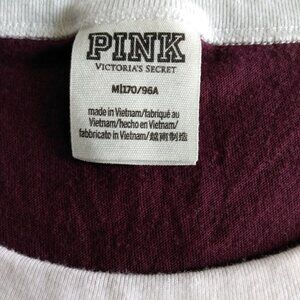 PINK
VICTORIA'S SECRET
M|170/96A
made in Vietnam/fabriqué au
Vietnam/hecho en Vietnam/
fabbricato in Vietnam/越南制造